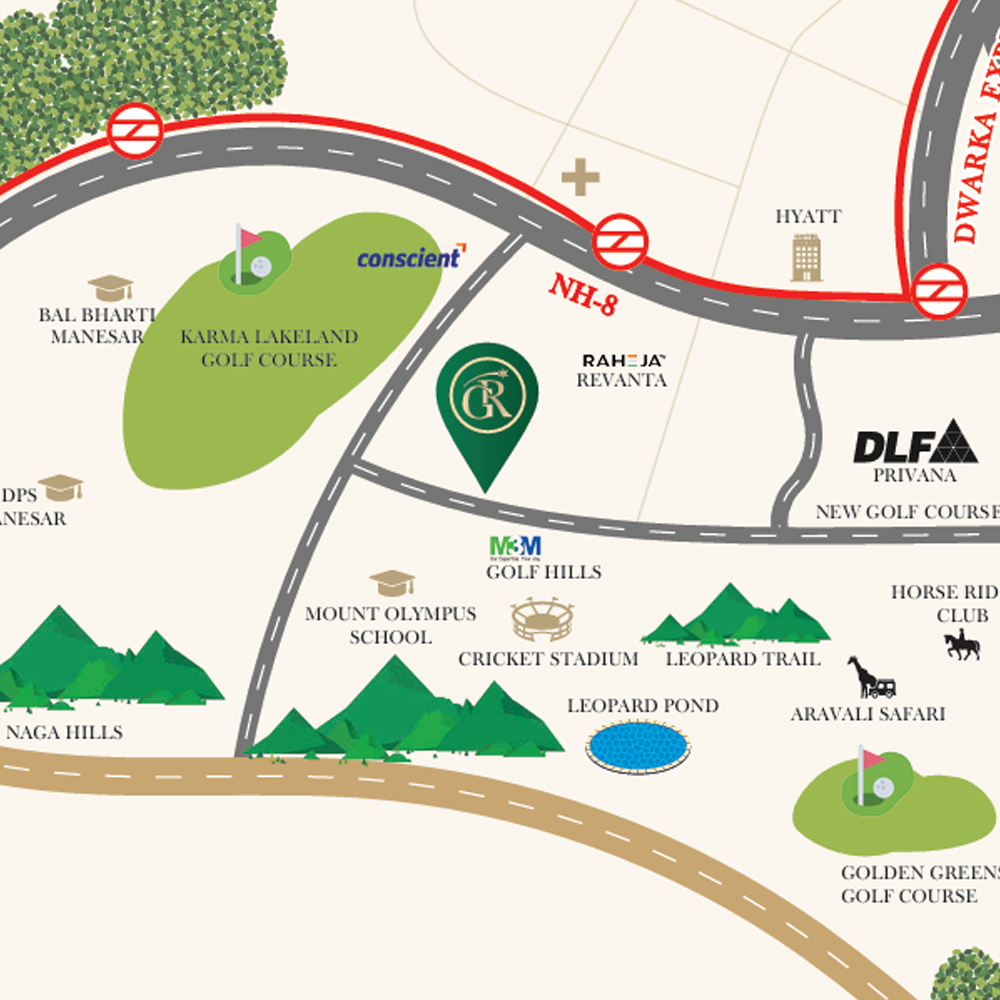 HYATT
DWARKA
NH-8
conscient
BAL BHARTI
MANESAR
KARMA LAKELAND
GOLF COURSE
GR
RAHEJA
REVANTA
DLF
PRIVANA
NEW GOLF COURSE
DPS
ANESAR
M3M
GOLF HILLS
MOUNT OLYMPUS
SCHOOL
CRICKET STADIUM
LEOPARD TRAIL
HORSE RID
CLUB
ARAVALI SAFARI
LEOPARD POND
NAGA HILLS
GOLDEN GREENS
GOLF COURSE